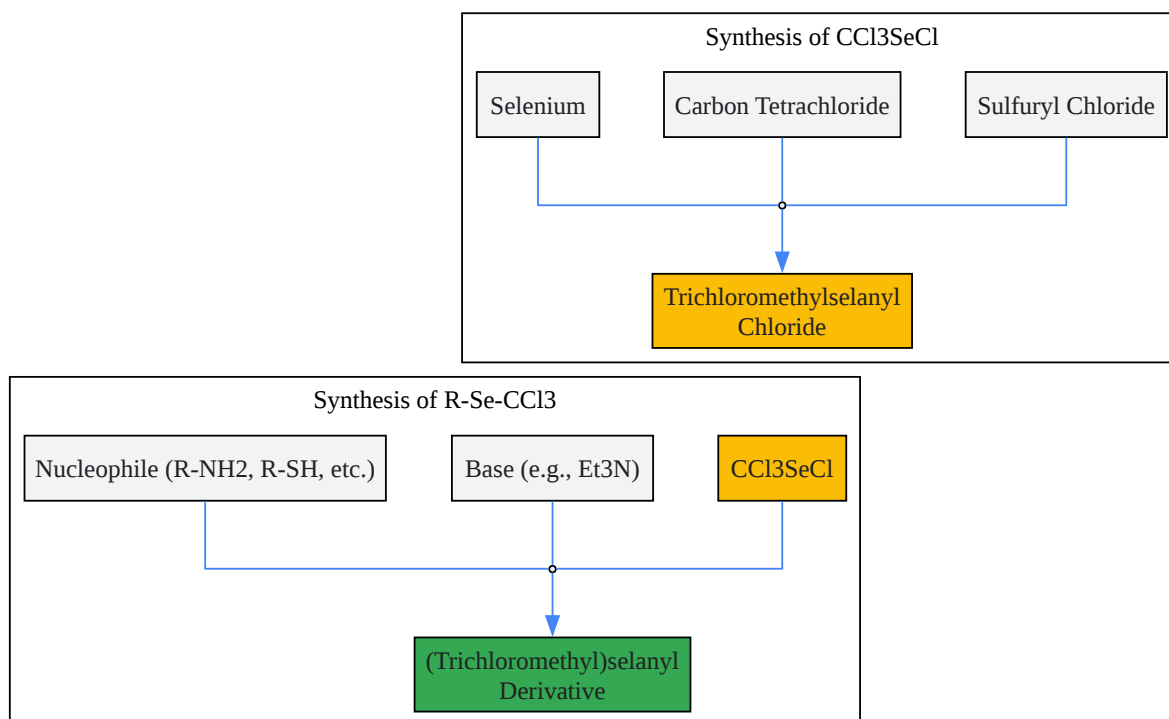 Synthesis of CCl3SeCl
Selenium
Carbon Tetrachloride
Sulfuryl Chloride
Trichloromethylselanyl
Chloride
Synthesis of R-Se-CCl3
Nucleophile (R-NH2, R-SH, etc.)
Base (e.g., Et3N)
CCl3SeCl
(Trichloromethyl)selanyl
Derivative